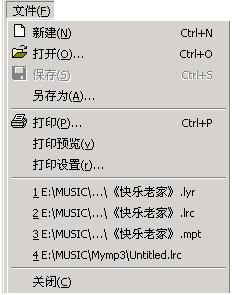 文件(F)
新建(N) Ctrl+N
打开(O)... Ctrl+O
保存(S) Ctrl+S
另存为(A)...
打印(P)... Ctrl+P
打印预览(v)
打印设置(r)...
1 E:\MUSIC\...\《快乐老家》.lyr
2 E:\MUSIC\...\《快乐老家》.lrc
3 E:\MUSIC\...\《快乐老家》.mpt
4 E:\MUSIC\Mymp3\Untitled.lrc
关闭(C)